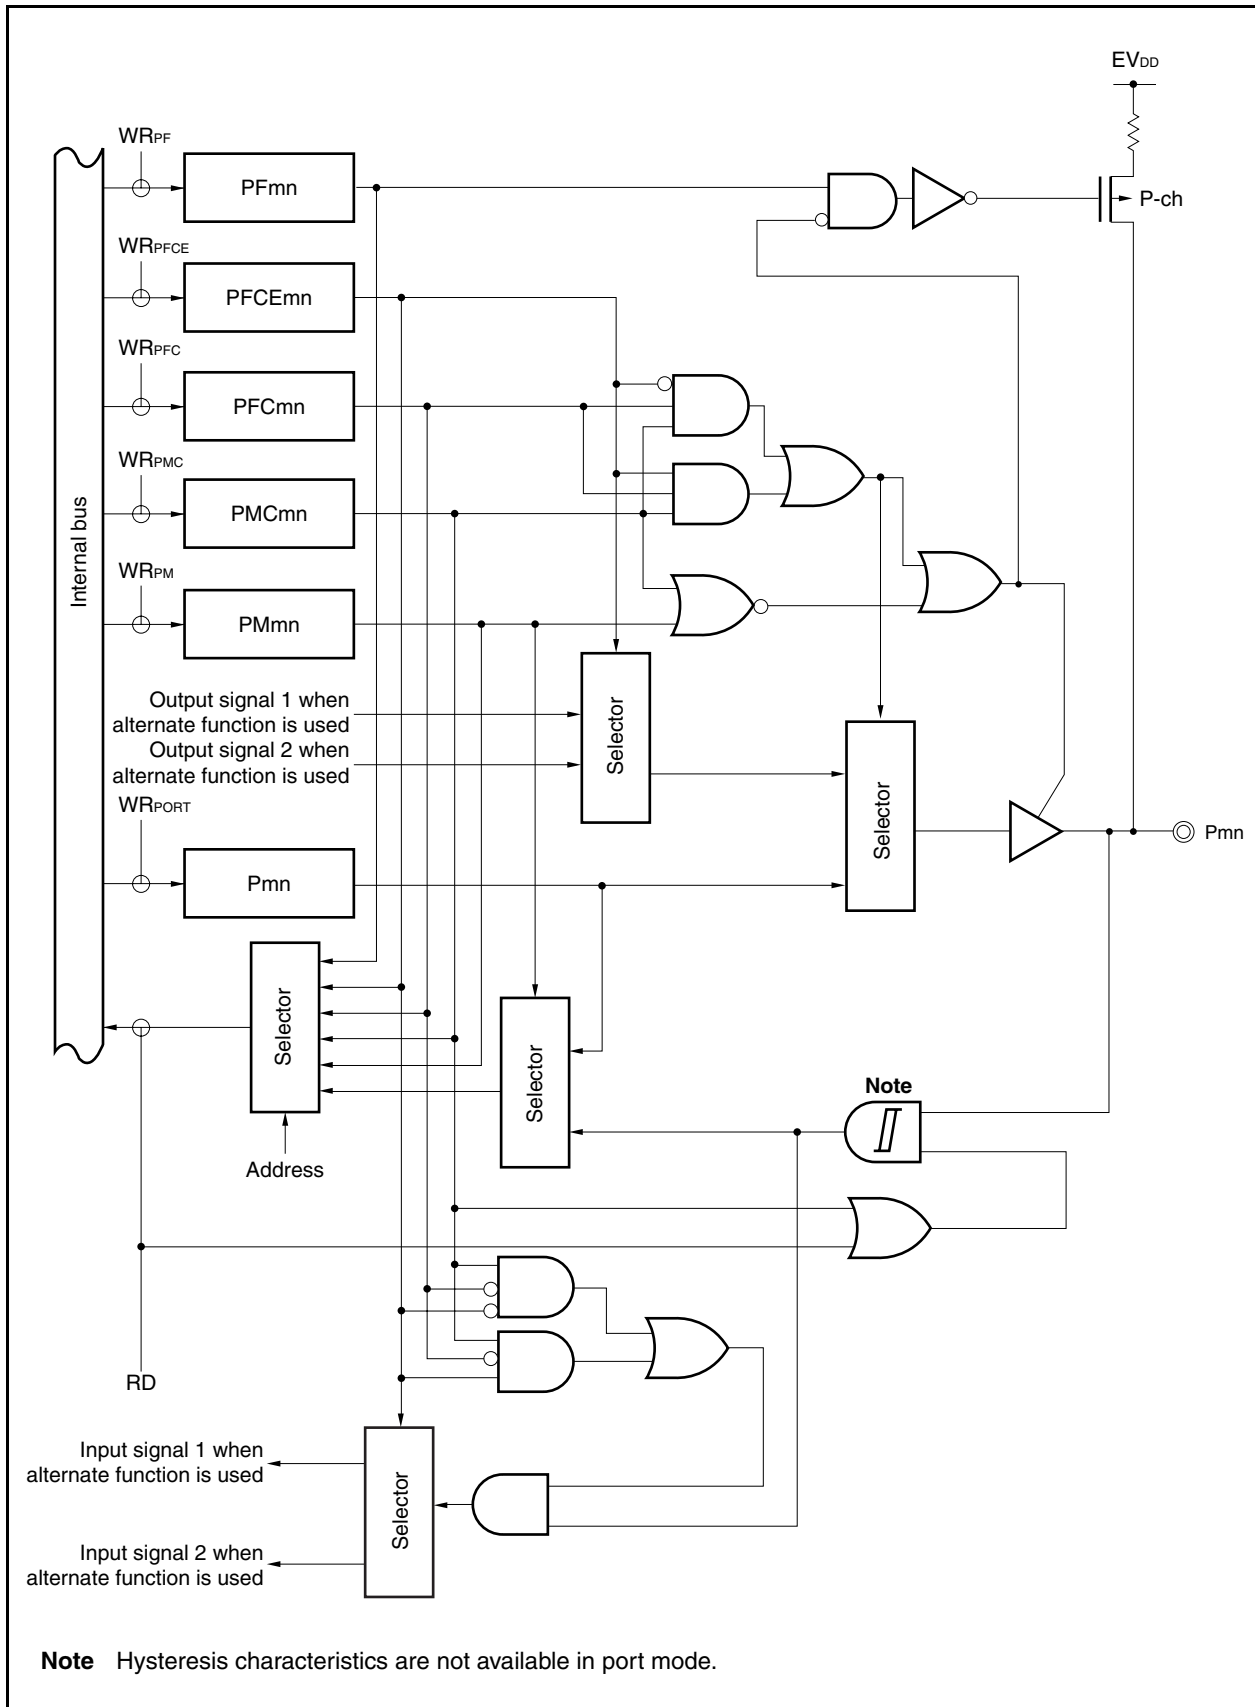 EVDD
WRPF
PFmn
P-ch
WRPFCE
PFCEmn
WRPFC
PFCmn
WRPMC
PMCmn
Internal bus
WRPM
PMmn
Output signal 1 when
alternate function is used
Output signal 2 when
alternate function is used
Selector
WRPORT
Selector
Pmn
Pmn
Selector
Selector
Note
Address
RD
Input signal 1 when
alternate function is used
Selector
Input signal 2 when
alternate function is used
Note Hysteresis characteristics are not available in port mode.